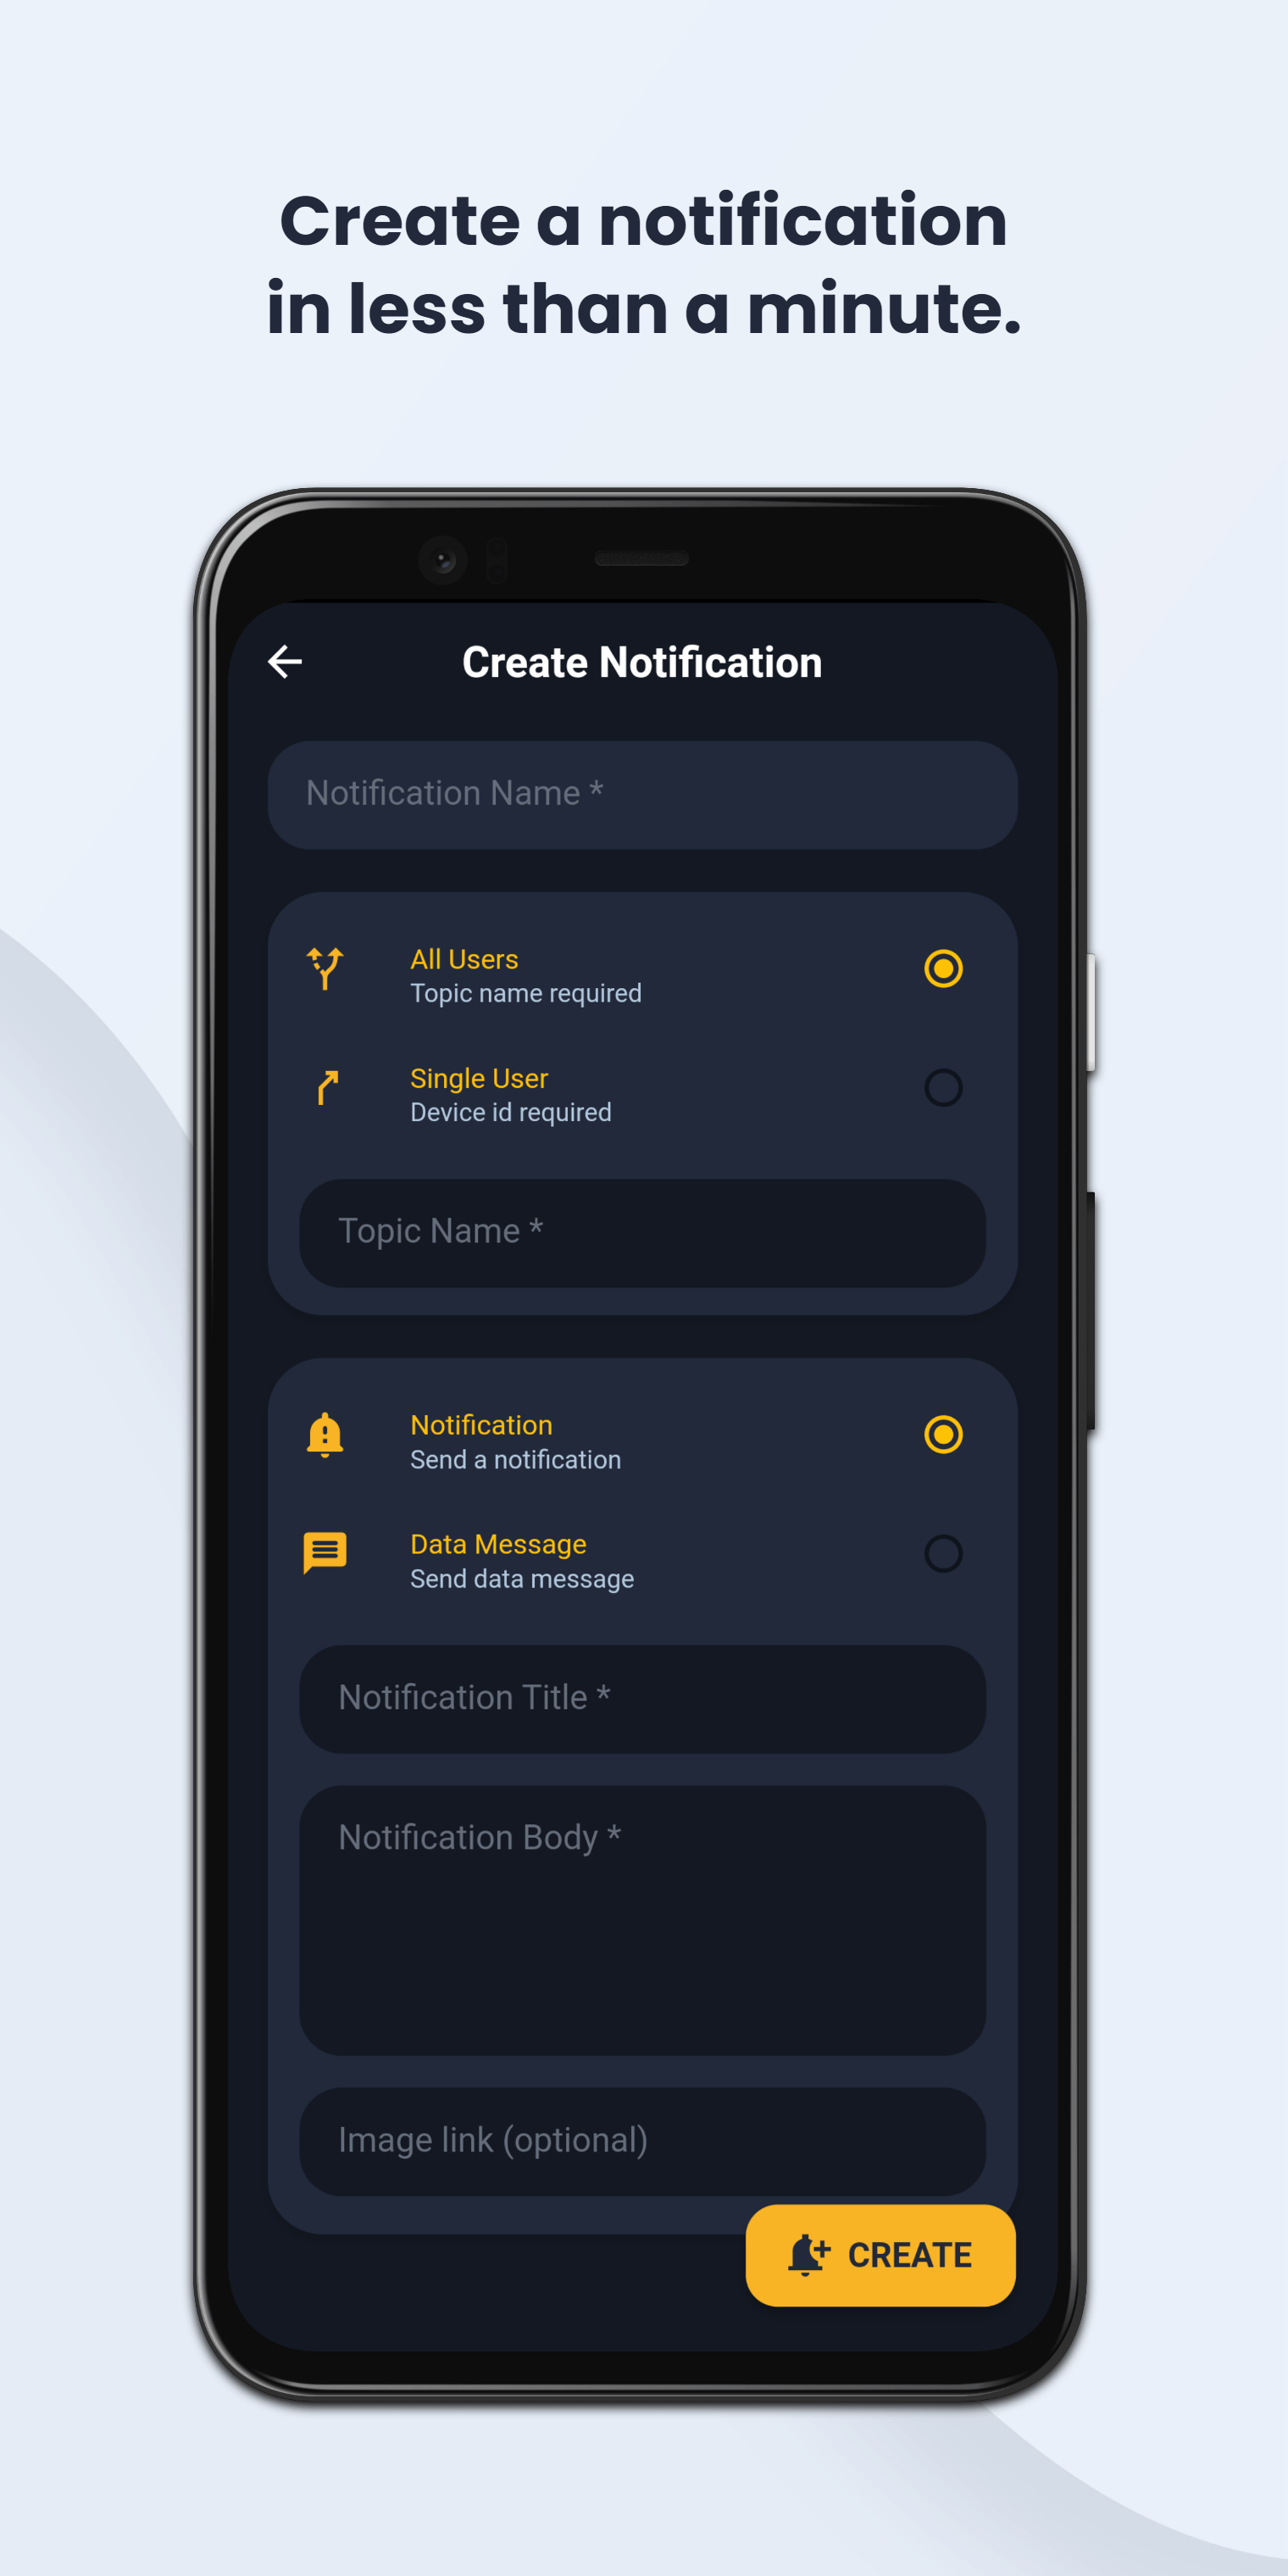 Create a notification
in less than a minute.
Create Notification
Notification Name *
All Users
Topic name required
Single User
Device id required
Topic Name *
Notification
Send a notification
Data Message
Send data message
Notification Title *
Notification Body *
Image link (optional)
CREATE